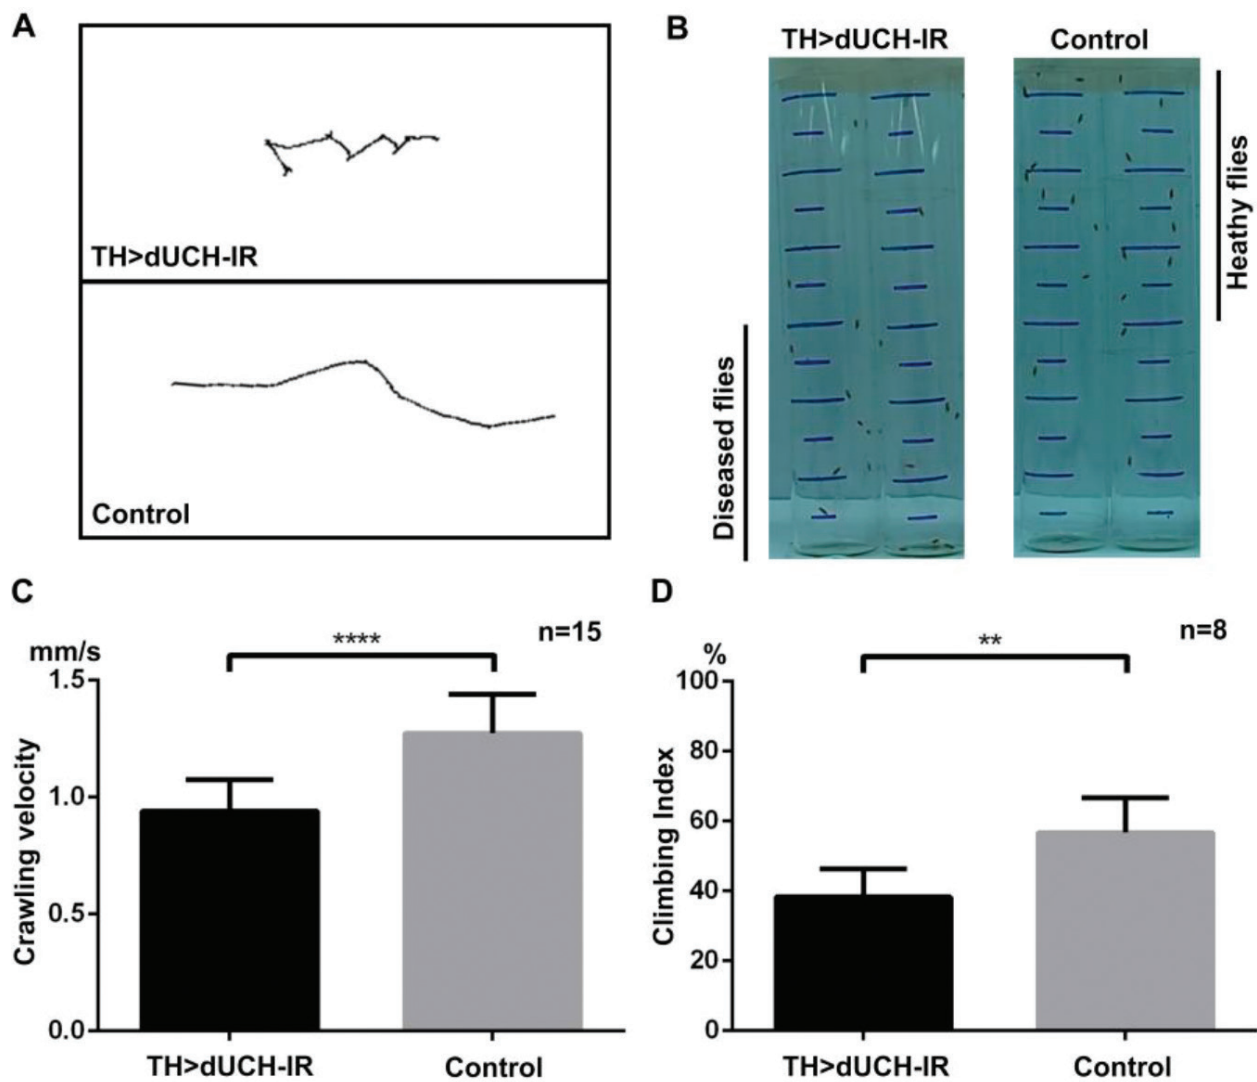 A
TH>dUCH-IR
Control
B
TH>dUCH-IR Control
Diseased flies
Heathy flies
C
mm/s
**** n=15
1.5
1.0
0.5
0.0
Crawling velocity
TH>dUCH-IR Control
D
%
** n=8
100
80
60
40
20
0
Climbing Index
TH>dUCH-IR Control